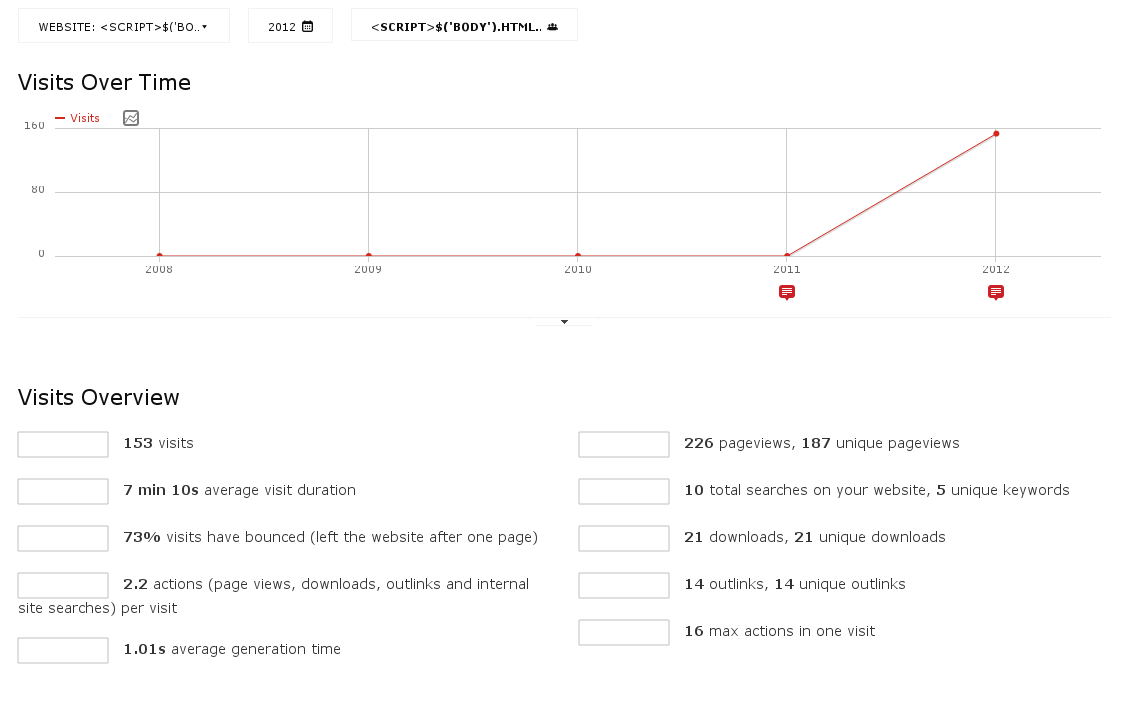 WEBSITE: <SCRIPT>$('BO..
2012
<SCRIPT>$('BODY').HTML..
Visits Over Time
Visits
160
80
0
2008 2009 2010 2011 2012
Visits Overview
153 visits
7 min 10s average visit duration
73% visits have bounced (left the website after one page)
2.2 actions (page views, downloads, outlinks and internal
site searches) per visit
1.01s average generation time
226 pageviews, 187 unique pageviews
10 total searches on your website, 5 unique keywords
21 downloads, 21 unique downloads
14 outlinks, 14 unique outlinks
16 max actions in one visit